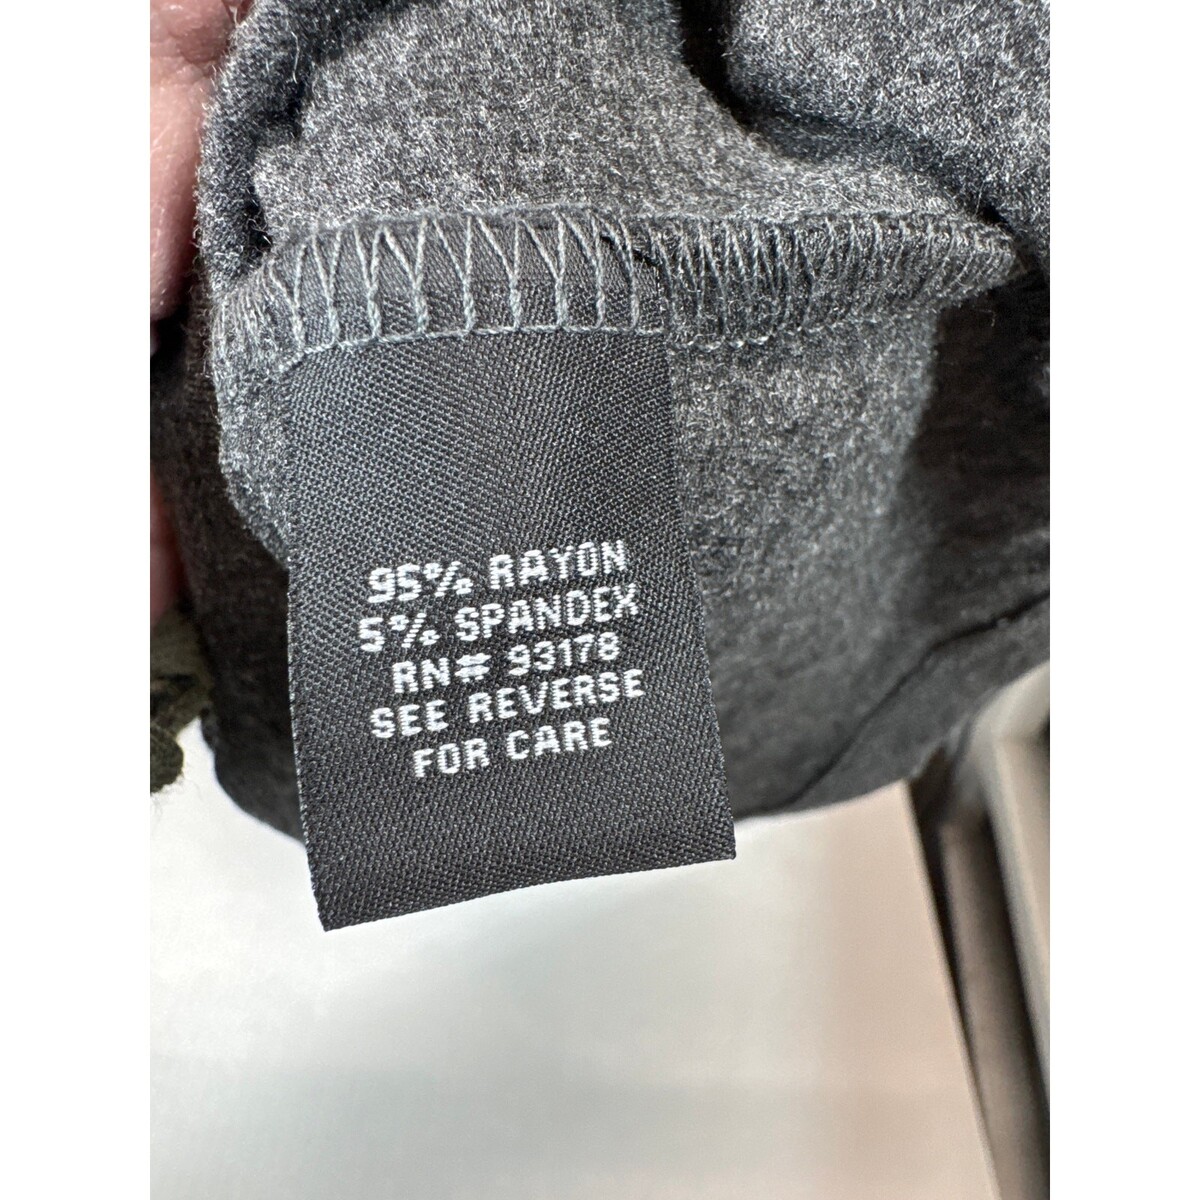 95% RAYON
5% SPANDEX
RN# 93178
SEE REVERSE
FOR CARE